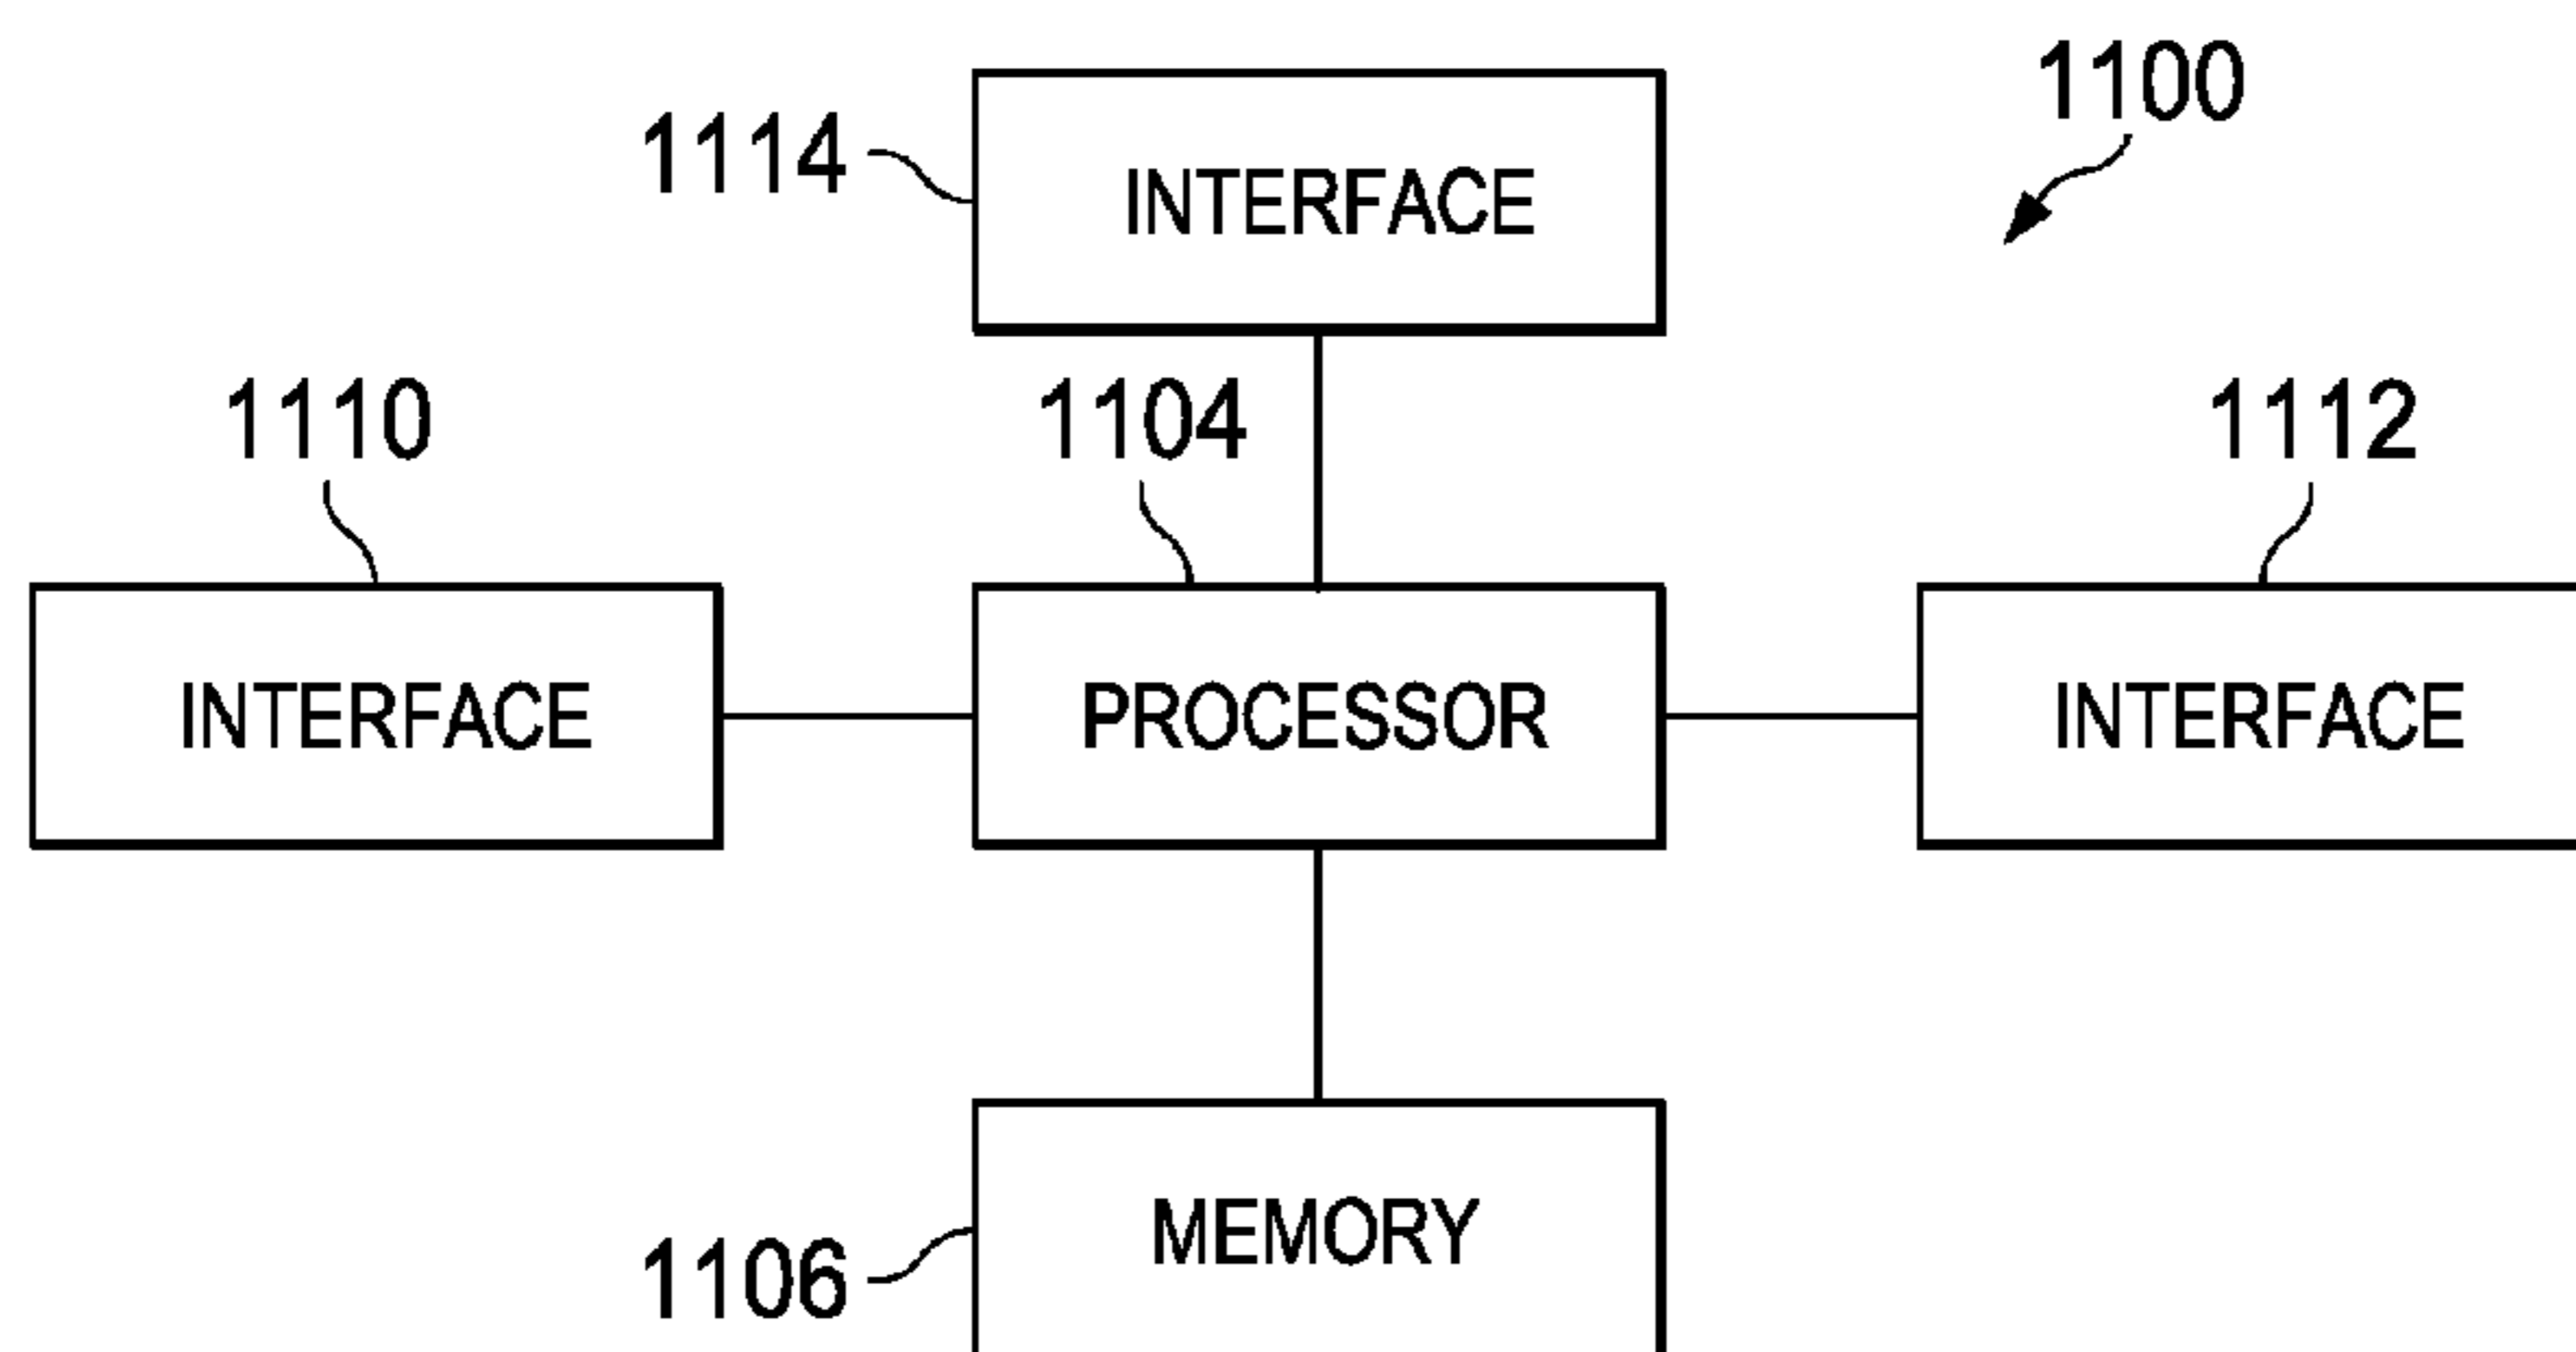 1100
1114
INTERFACE
1110
1104
1112
INTERFACE
PROCESSOR
INTERFACE
MEMORY
1106